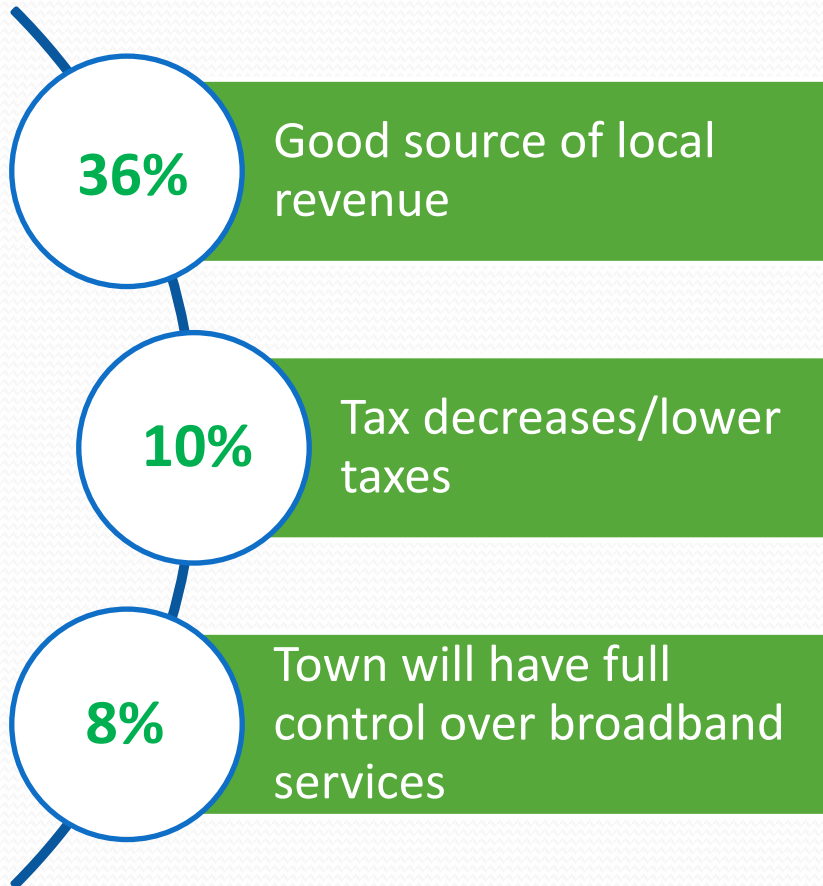 36%
Good source of local
revenue
10%
Tax decreases/lower
taxes
8%
Town will have full
control over broadband
services